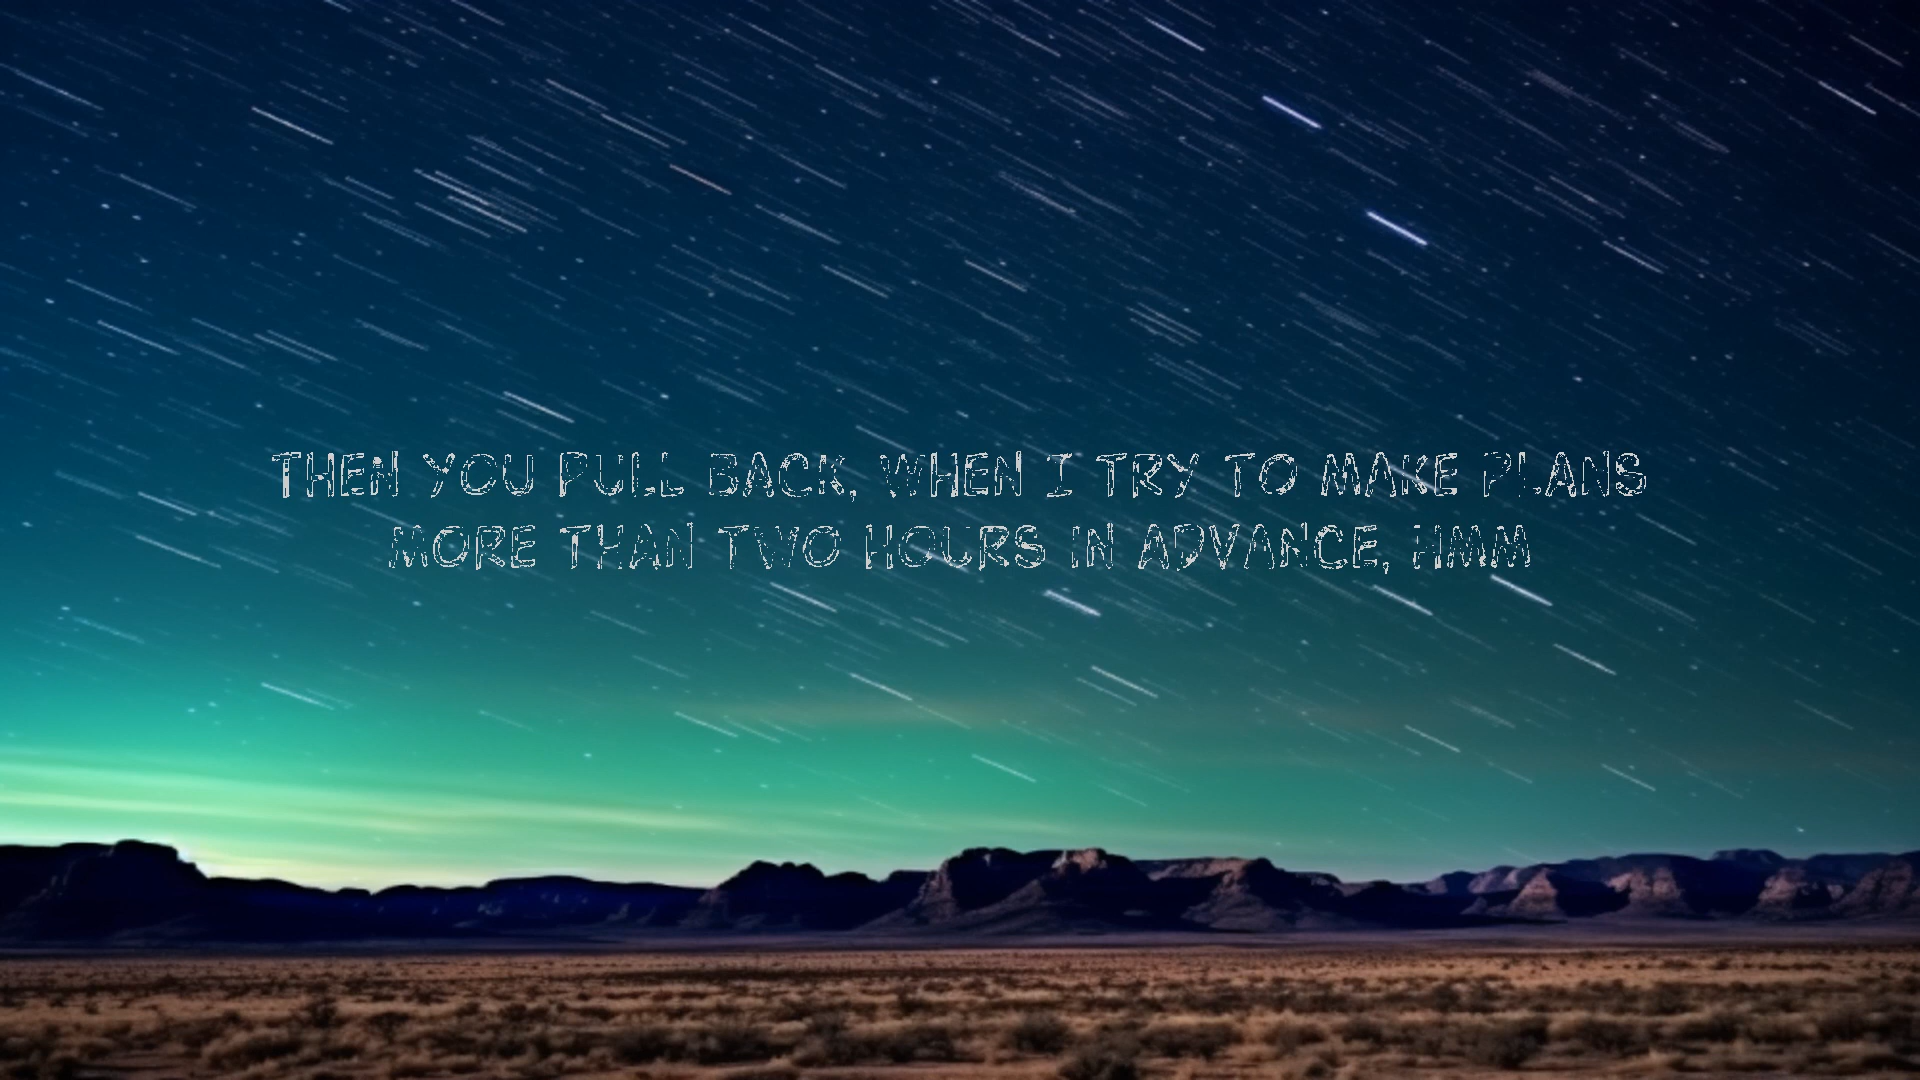 THEN YOU PULL BACK, WHEN I TRY TO MAKE PLANS
MORE THAN TWO HOURS IN ADVANCE, HMM